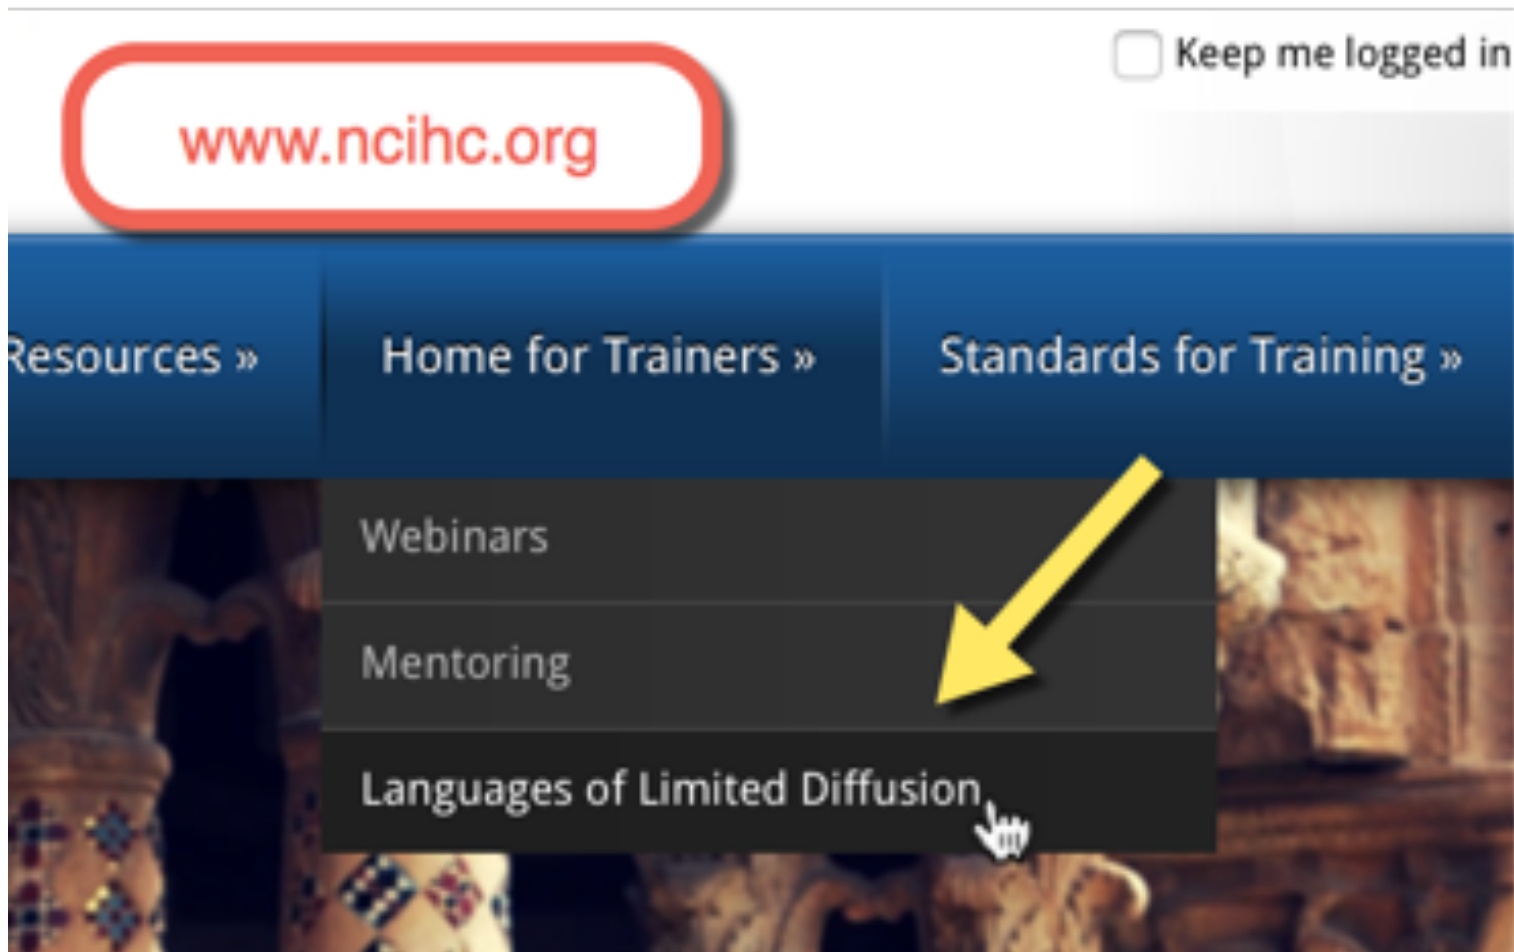 Keep me logged in
www.ncihc.org
Resources »
Home for Trainers »
Standards for Training »
Webinars
Mentoring
Languages of Limited Diffusion